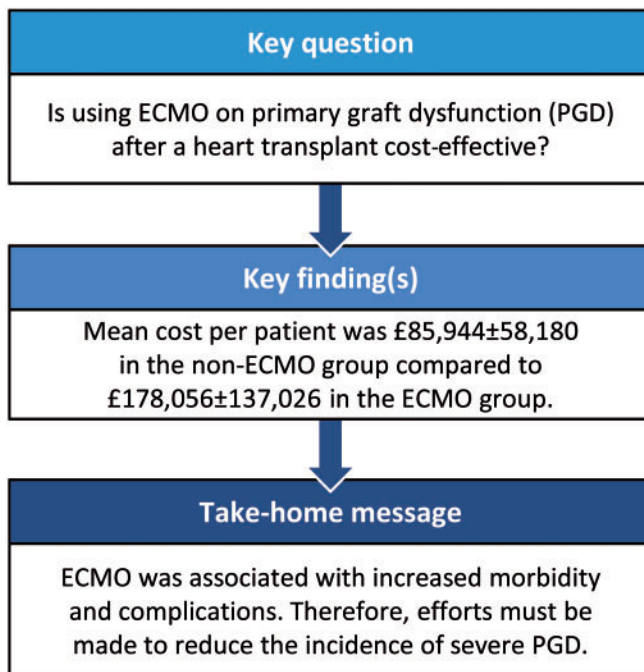 Key question
Is using ECMO on primary graft dysfunction (PGD)
after a heart transplant cost-effective?
Key finding(s)
Mean cost per patient was £85,944±58,180
in the non-ECMO group compared to
£178,056±137,026 in the ECMO group.
Take-home message
ECMO was associated with increased morbidity
and complications. Therefore, efforts must be
made to reduce the incidence of severe PGD.